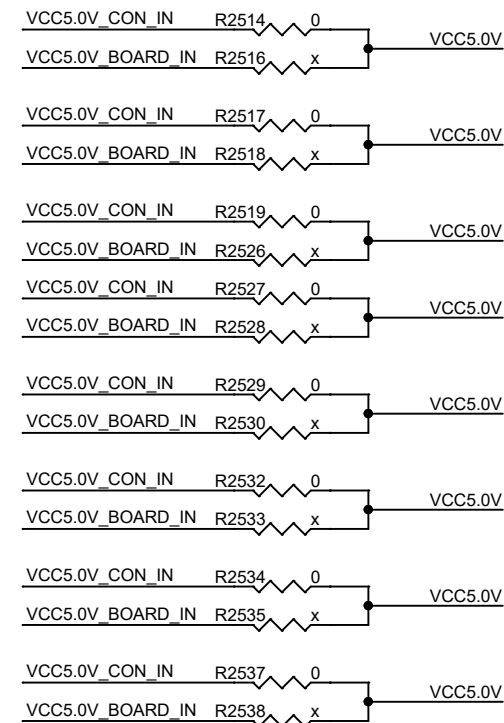 VCC5.0V_CON_IN R2514 0
VCC5.0V
VCC5.0V_BOARD_IN R2516 x
VCC5.0V_CON_IN R2517 0
VCC5.0V
VCC5.0V_BOARD_IN R2518 x
VCC5.0V_CON_IN R2519 0
VCC5.0V
VCC5.0V_BOARD_IN R2526 x
VCC5.0V_CON_IN R2527 0
VCC5.0V
VCC5.0V_BOARD_IN R2528 x
VCC5.0V_CON_IN R2529 0
VCC5.0V
VCC5.0V_BOARD_IN R2530 x
VCC5.0V_CON_IN R2532 0
VCC5.0V
VCC5.0V_BOARD_IN R2533 x
VCC5.0V_CON_IN R2534 0
VCC5.0V
VCC5.0V_BOARD_IN R2535 x
VCC5.0V_CON_IN R2537 0
VCC5.0V
VCC5.0V_BOARD_IN R2538 x